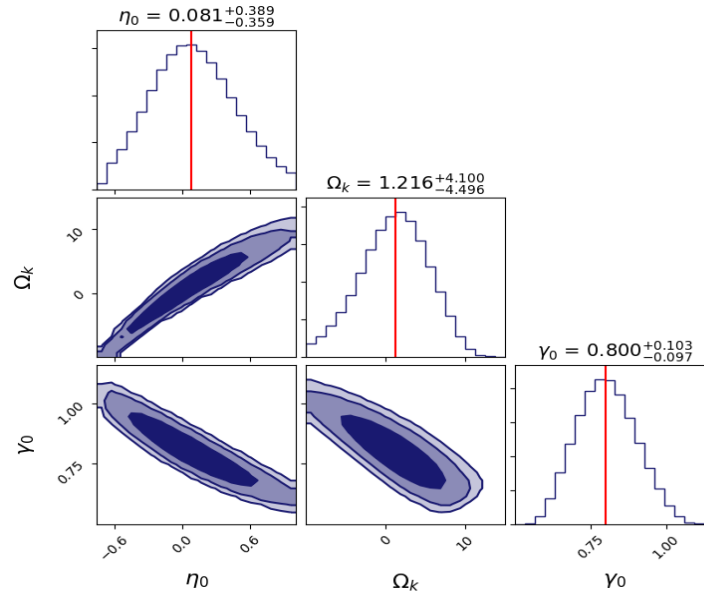 η₀ = 0.081⁺⁰·³⁸⁹₋₀.₃₅₉
Ωₖ = 1.216⁺⁴·¹⁰⁰₋₄.₄₉₆
10
0
Ωₖ
γ₀ = 0.800⁺⁰·¹⁰³₋₀.₀₉₇
1.00
0.75
γ₀
−0.6 0.0 0.6 0 10 0.75 1.00
η₀ Ωₖ γ₀